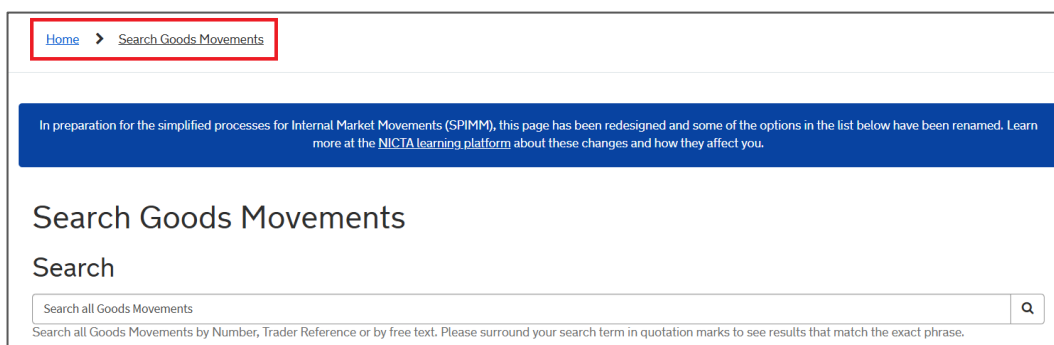 Home > Search Goods Movements
In preparation for the simplified processes for Internal Market Movements (SPIMM), this page has been redesigned and some of the options in the list below have been renamed. Learn
more at the NICTA learning platform about these changes and how they affect you.
Search Goods Movements
Search
Search all Goods Movements
Search all Goods Movements by Number, Trader Reference or by free text. Please surround your search term in quotation marks to see results that match the exact phrase.